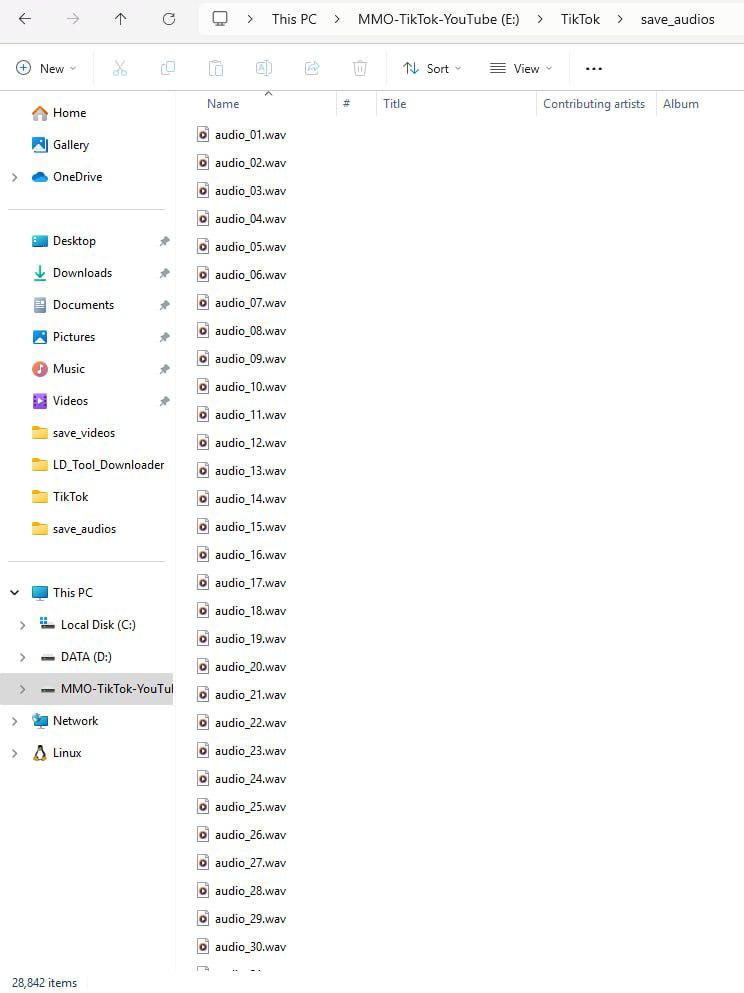 This PC > MMO-TikTok-YouTube (E:) > TikTok > save_audios
New Sort View ...
Name # Title Contributing artists Album
Home
Gallery
OneDrive
Desktop
Downloads
Documents
Pictures
Music
Videos
save_videos
LD_Tool_Downloader
TikTok
save_audios
This PC
Local Disk (C:)
DATA (D:)
MMO-TikTok-YouTu
Network
Linux
audio_01.wav
audio_02.wav
audio_03.wav
audio_04.wav
audio_05.wav
audio_06.wav
audio_07.wav
audio_08.wav
audio_09.wav
audio_10.wav
audio_11.wav
audio_12.wav
audio_13.wav
audio_14.wav
audio_15.wav
audio_16.wav
audio_17.wav
audio_18.wav
audio_19.wav
audio_20.wav
audio_21.wav
audio_22.wav
audio_23.wav
audio_24.wav
audio_25.wav
audio_26.wav
audio_27.wav
audio_28.wav
audio_29.wav
audio_30.wav
28,842 items